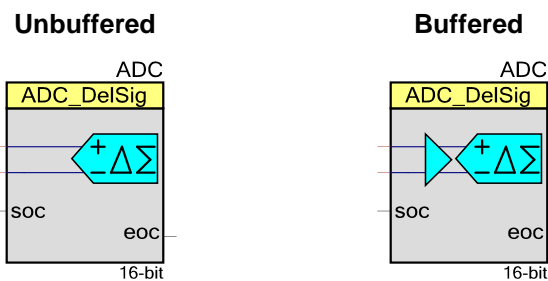 Unbuffered
ADC
ADC_DelSig
+
−ΔΣ
soc
eoc
16-bit
Buffered
ADC
ADC_DelSig
+
−ΔΣ
soc
eoc
16-bit